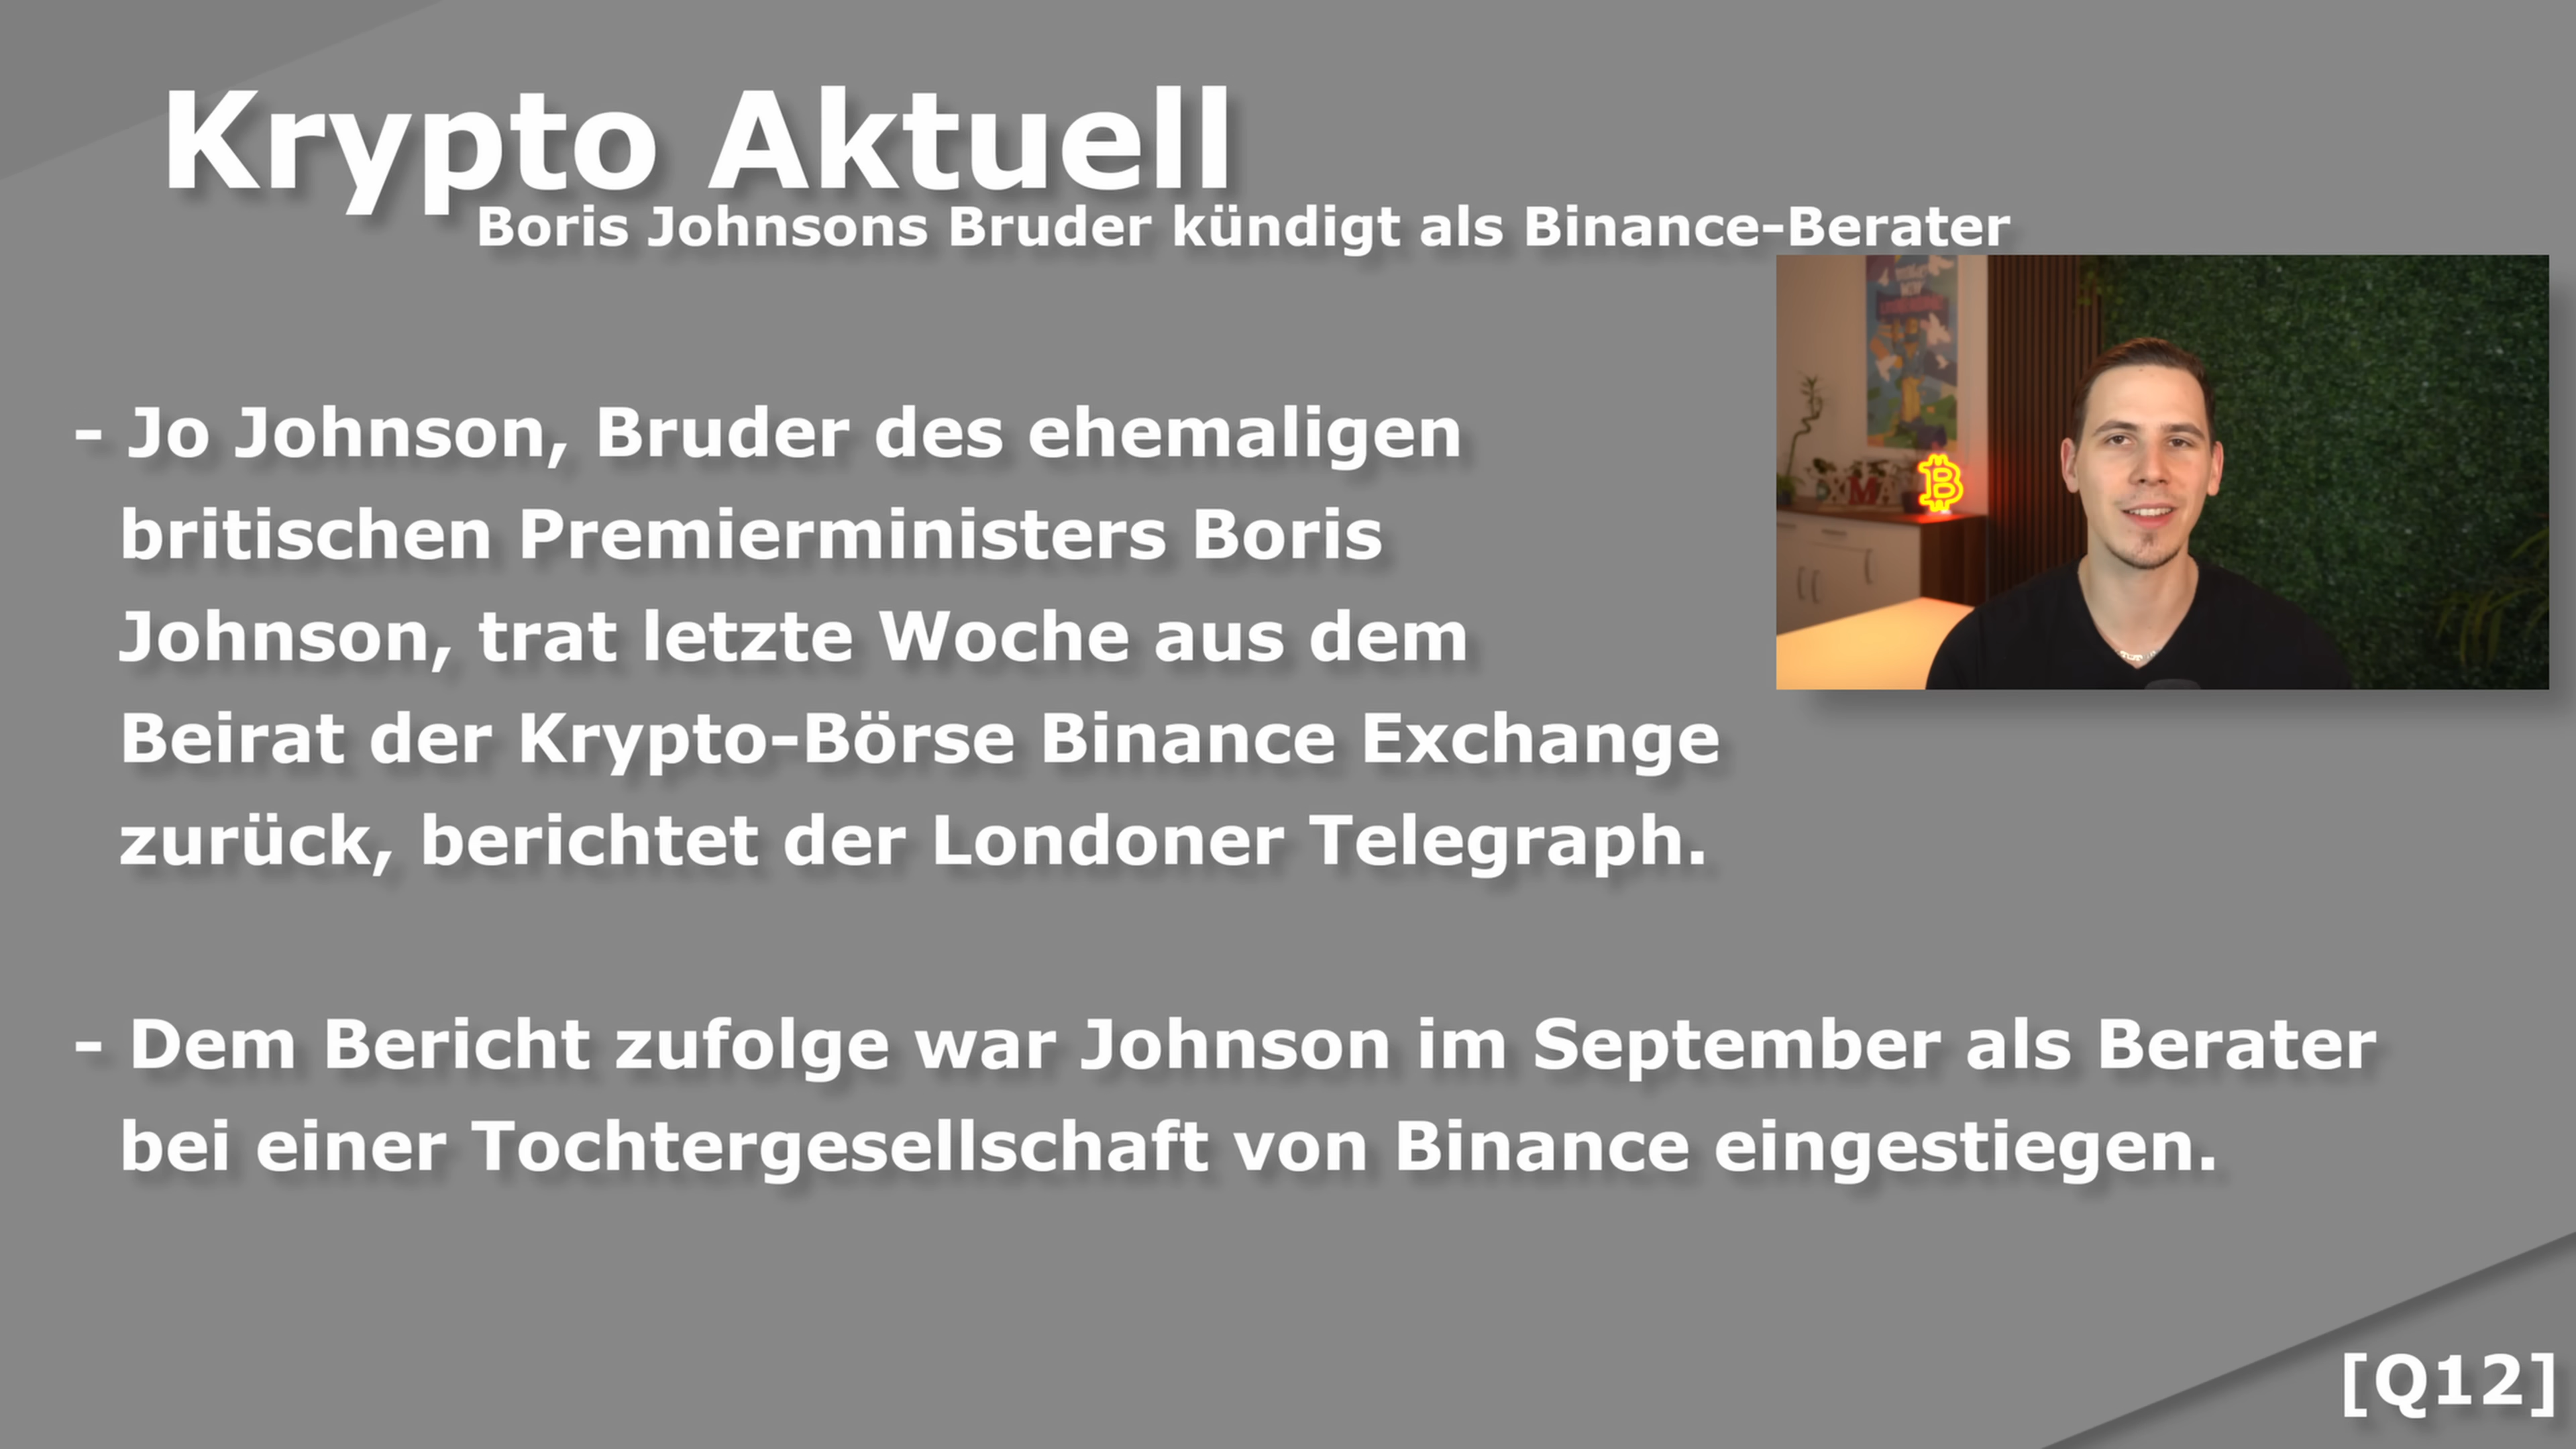 Krypto Aktuell
Boris Johnsons Bruder kündigt als Binance-Berater
- Jo Johnson, Bruder des ehemaligen
britischen Premierministers Boris
Johnson, trat letzte Woche aus dem
Beirat der Krypto-Börse Binance Exchange
zurück, berichtet der Londoner Telegraph.
- Dem Bericht zufolge war Johnson im September als Berater
bei einer Tochtergesellschaft von Binance eingestiegen.
[Q12]